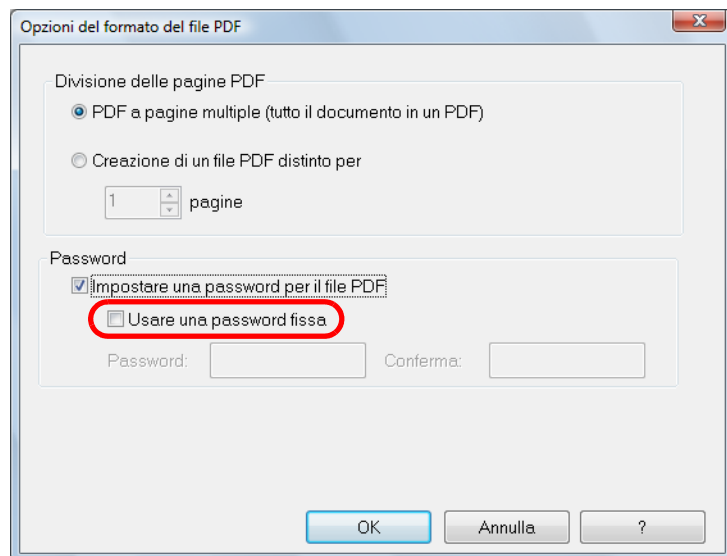 Opzioni del formato del file PDF
Divisione delle pagine PDF
PDF a pagine multiple (tutto il documento in un PDF)
Creazione di un file PDF distinto per
1 pagine
Password
Impostare una password per il file PDF
Usare una password fissa
Password: Conferma:
OK Annulla ?